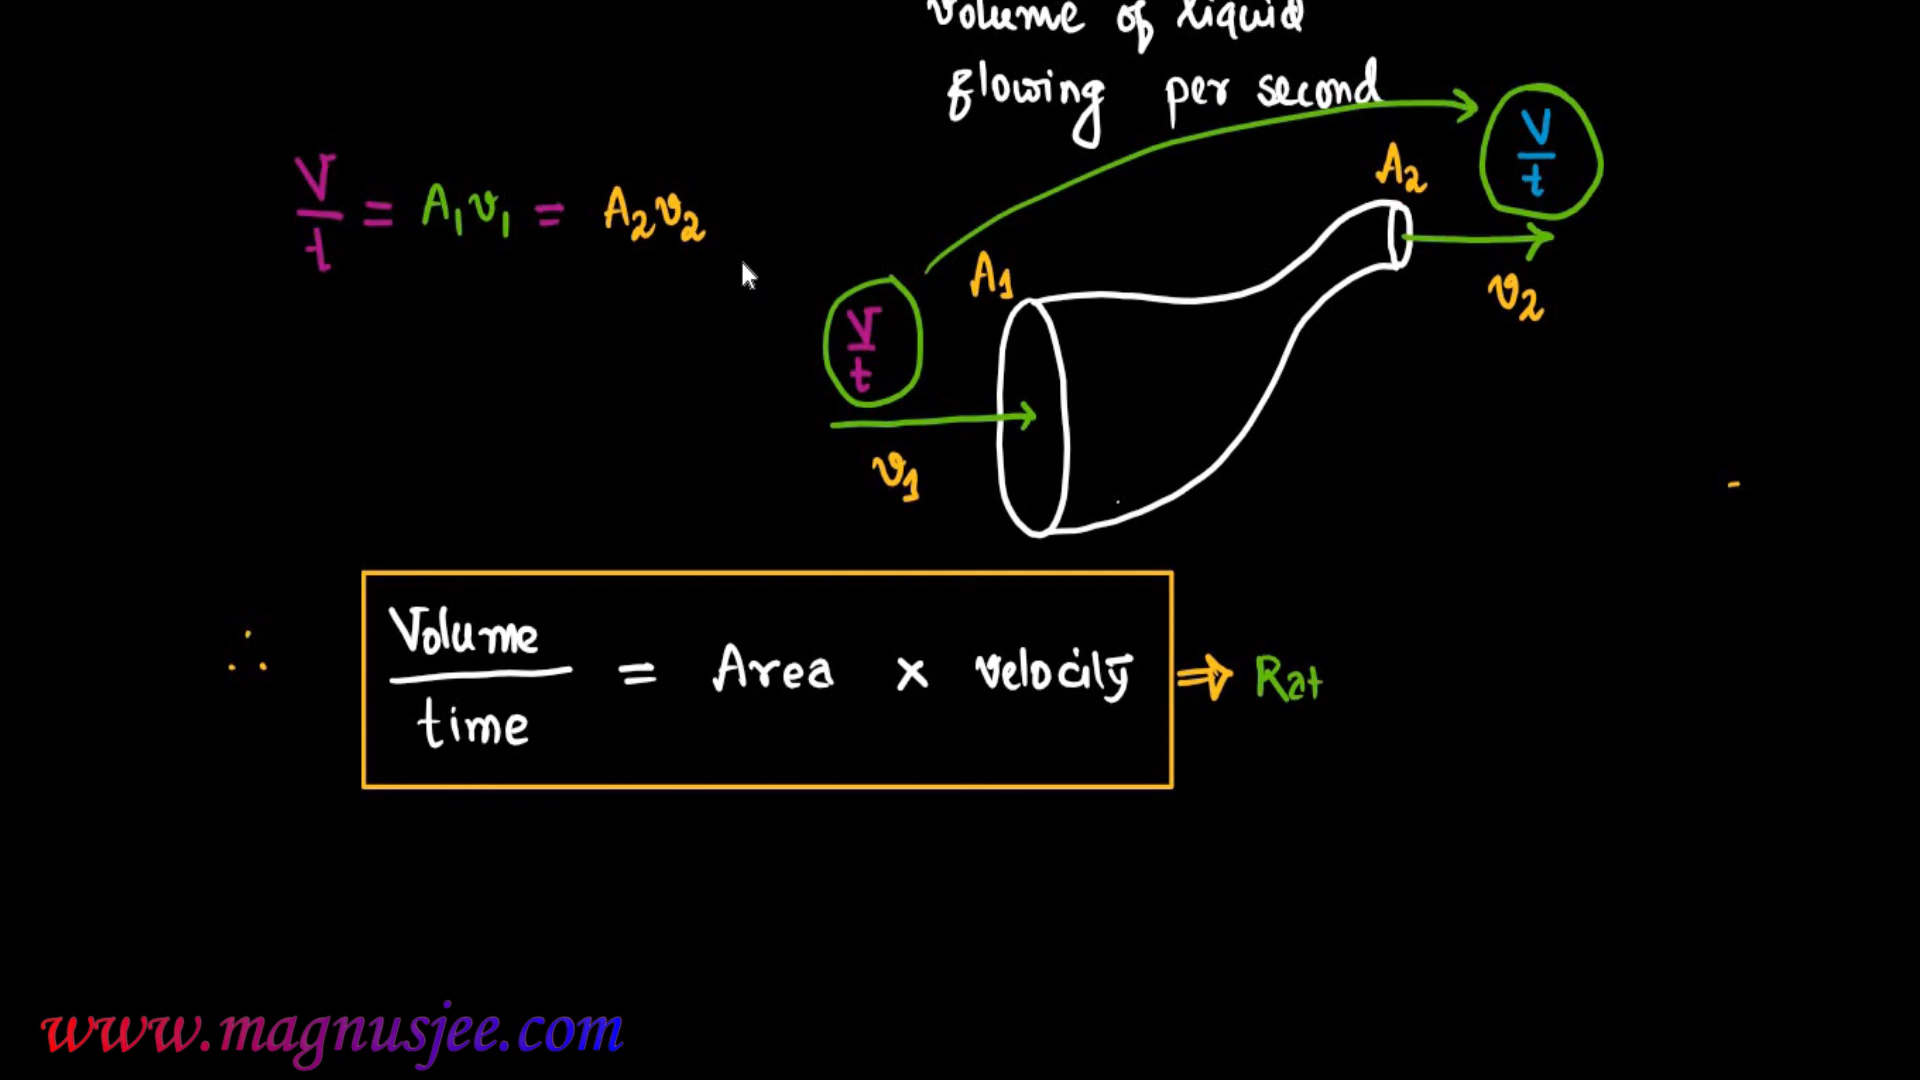 Volume of liquid
flowing per second
V/t = A₁v₁ = A₂v₂
V/t
A₂
A₁
v₂
V/t
v₁
∴ Volume/time = Area × velocity ⇒ Rat
www.magnusjee.com